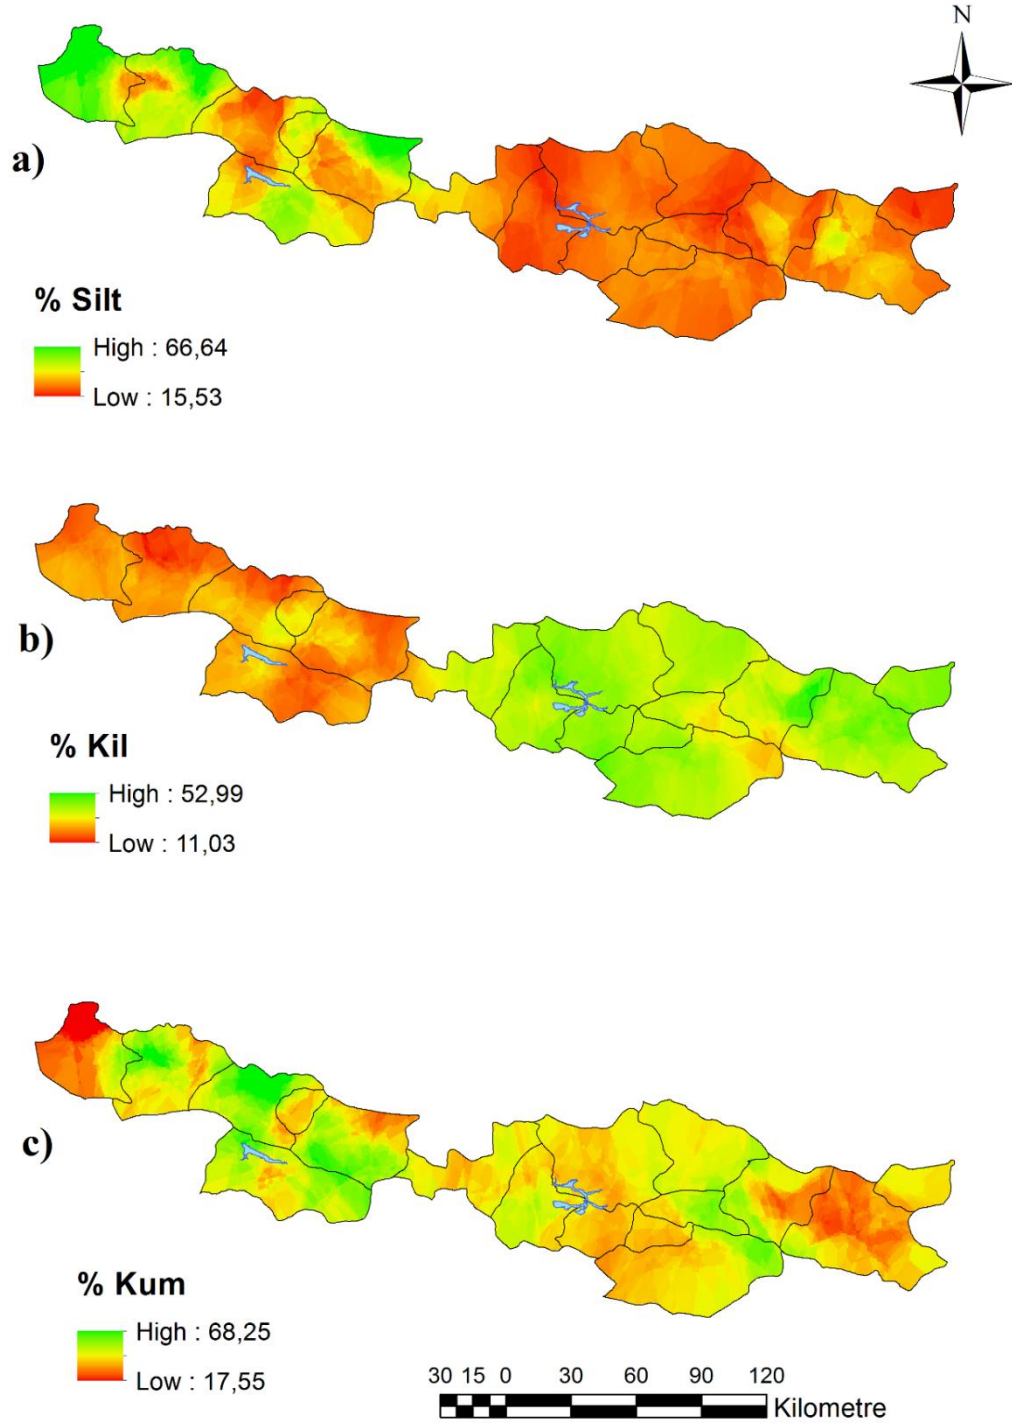 N
a)
% Silt
High : 66,64
Low : 15,53
b)
% Kil
High : 52,99
Low : 11,03
c)
% Kum
High : 68,25
Low : 17,55
30 15 0 30 60 90 120
Kilometre